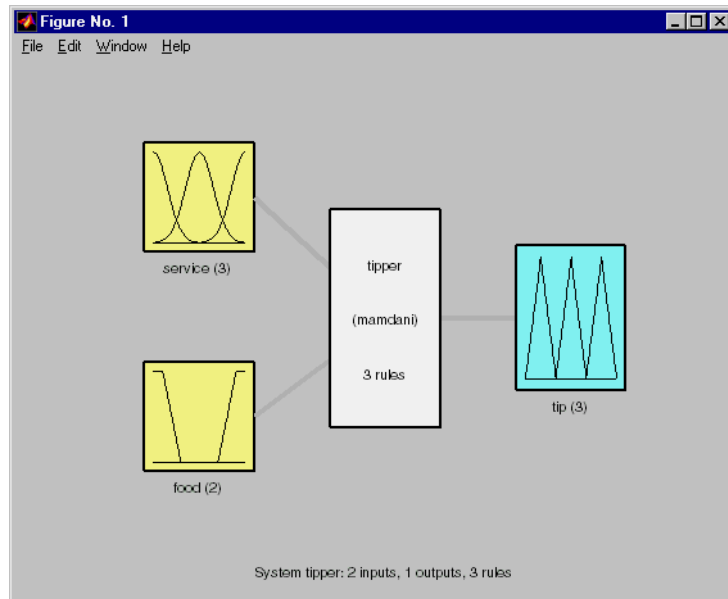 Figure No. 1
File Edit Window Help
service (3)
tipper
(mamdani)
3 rules
tip (3)
food (2)
System tipper: 2 inputs, 1 outputs, 3 rules